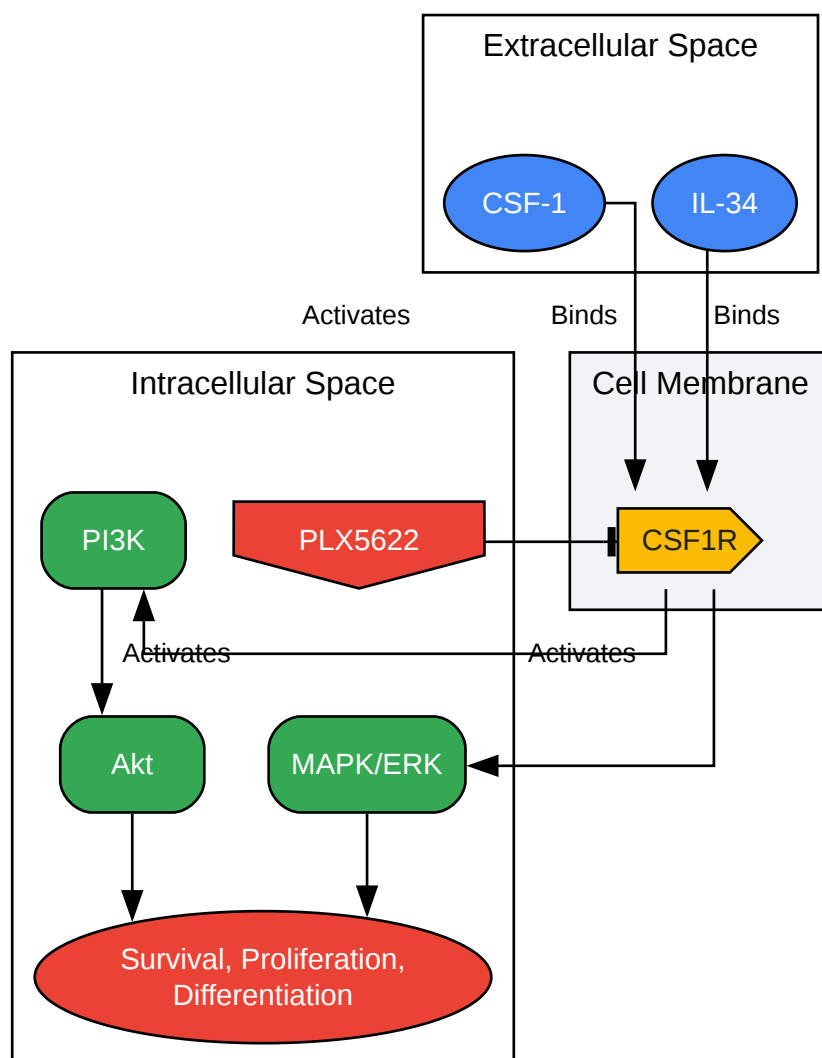 Extracellular Space
CSF-1
IL-34
Activates
Binds
Binds
Intracellular Space
Cell Membrane
PI3K
PLX5622
CSF1R
Activates
Activates
Akt
MAPK/ERK
Survival, Proliferation,
Differentiation